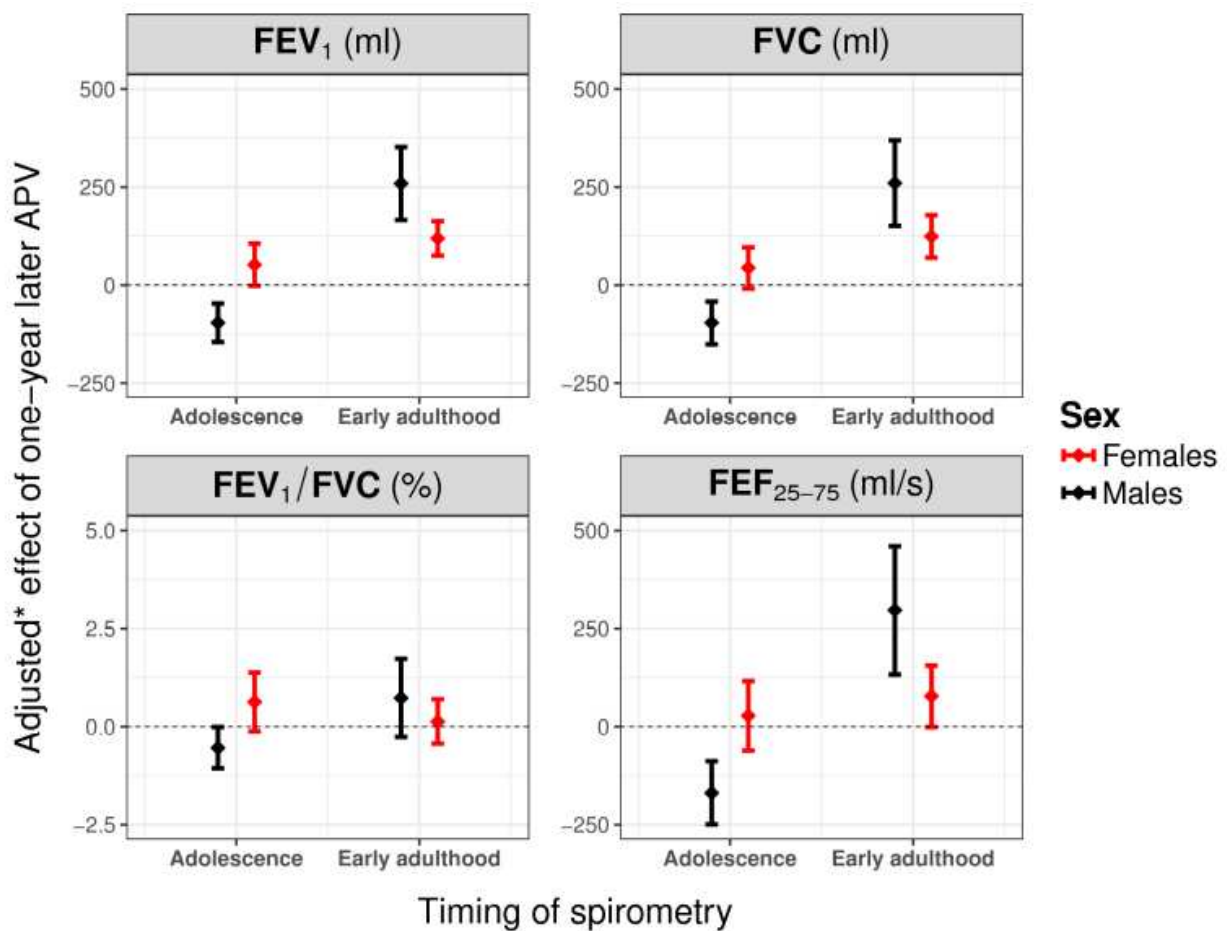 FEV₁ (ml)
FVC (ml)
500
250
0
−250
Adolescence
Early adulthood
500
250
0
−250
Adolescence
Early adulthood
FEV₁/FVC (%)
FEF₂₅₋₇₅ (ml/s)
5.0
2.5
0.0
−2.5
Adolescence
Early adulthood
500
250
0
−250
Adolescence
Early adulthood
Adjusted* effect of one−year later APV
Timing of spirometry
Sex
Females
Males